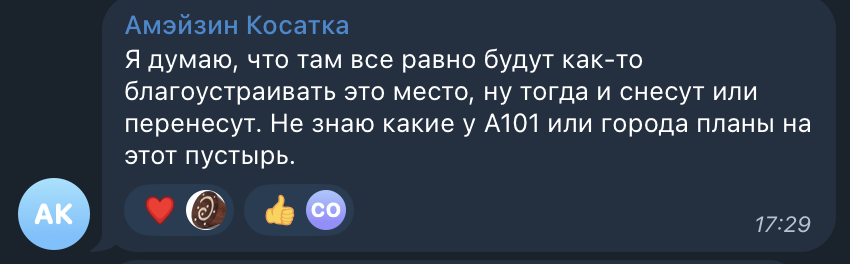 Амэйзин Косатка
Я думаю, что там все равно будут как-то
благоустраивать это место, ну тогда и снесут или
перенесут. Не знаю какие у А101 или города планы на
этот пустырь.
АК
СО
17:29